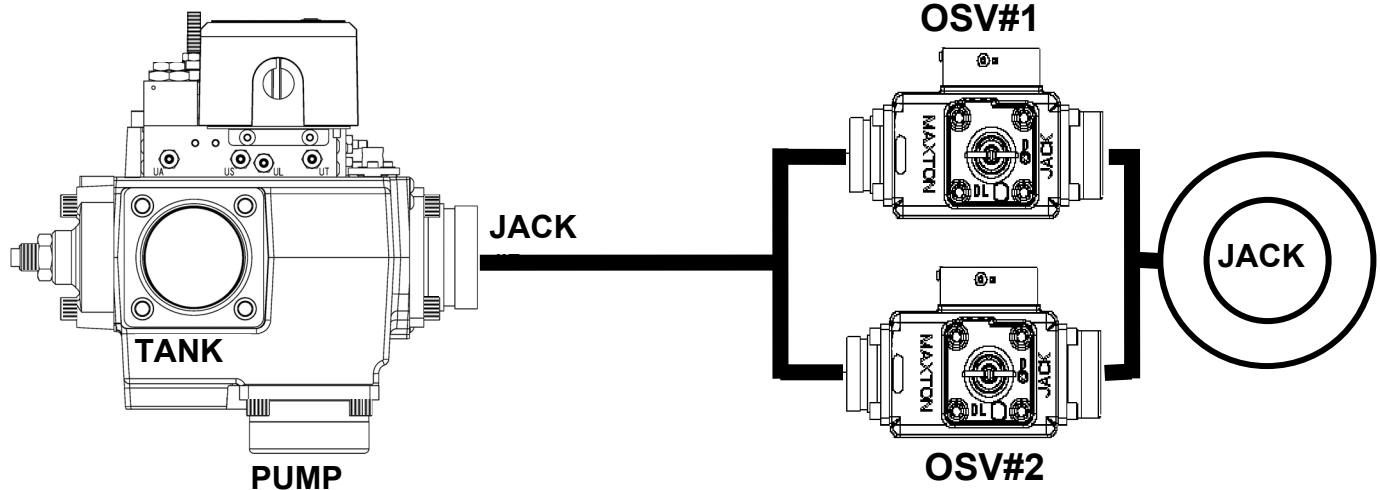 OSV#1
UA US UL UT
MAXTON
DL
JACK
JACK
JACK
TANK
MAXTON
DL
JACK
PUMP
OSV#2